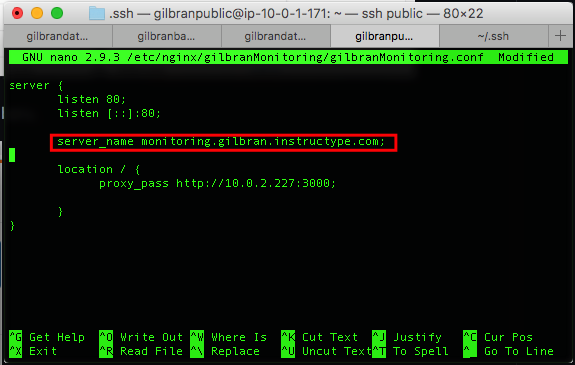 .ssh — gilbranpublic@ip-10-0-1-171: ~ — ssh public — 80×22
gilbrandat... gilbranba... gilbrandat... gilbranpu... ~/.ssh +
GNU nano 2.9.3 /etc/nginx/gilbranMonitoring/gilbranMonitoring.conf Modified
server {
listen 80;
listen [::]:80;
server_name monitoring.gilbran.instructype.com;
location / {
proxy_pass http://10.0.2.227:3000;
}
}
^G Get Help ^O Write Out ^W Where Is ^K Cut Text ^J Justify ^C Cur Pos
^X Exit ^R Read File ^\ Replace ^U Uncut Text ^T To Spell ^_ Go To Line